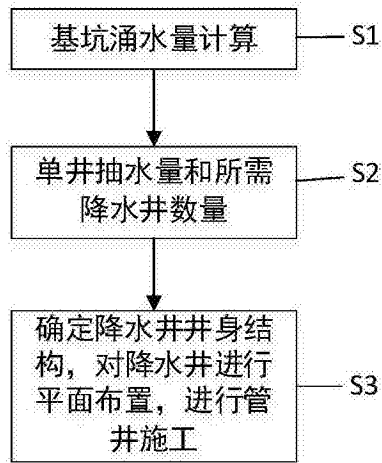 基坑涌水量计算
S1
单井抽水量和所需
降水井数量
S2
确定降水井井身结
构，对降水井进行
平面布置，进行管
井施工
S3